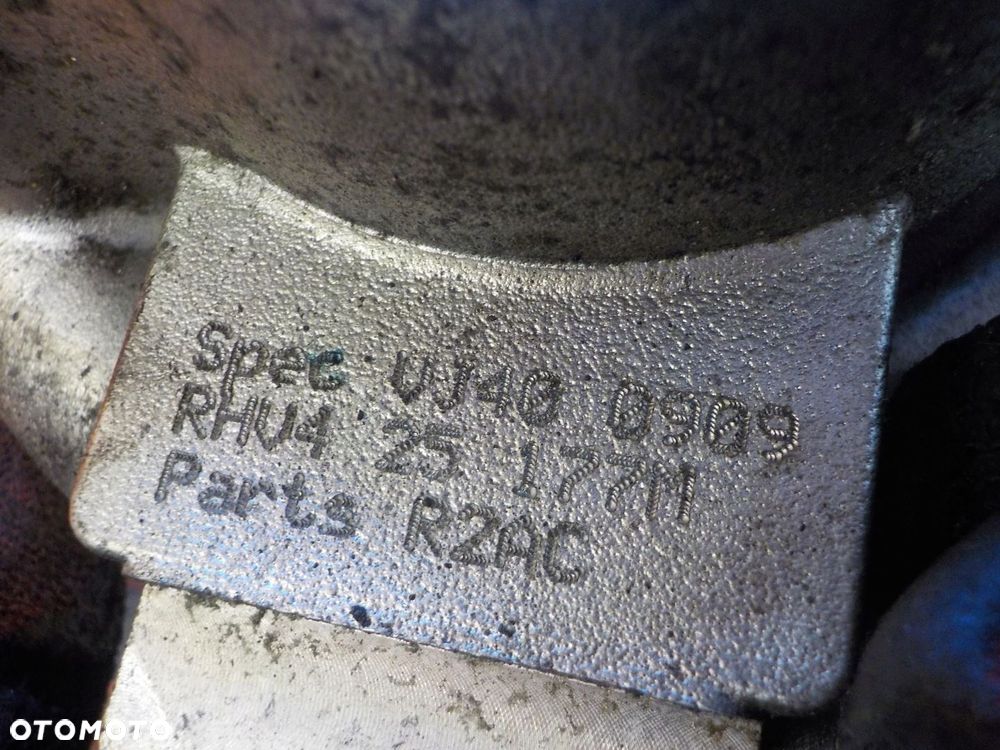 Spec VJ40 0909
RHV4 25 177M
Parts R2AC
OTOMOTO